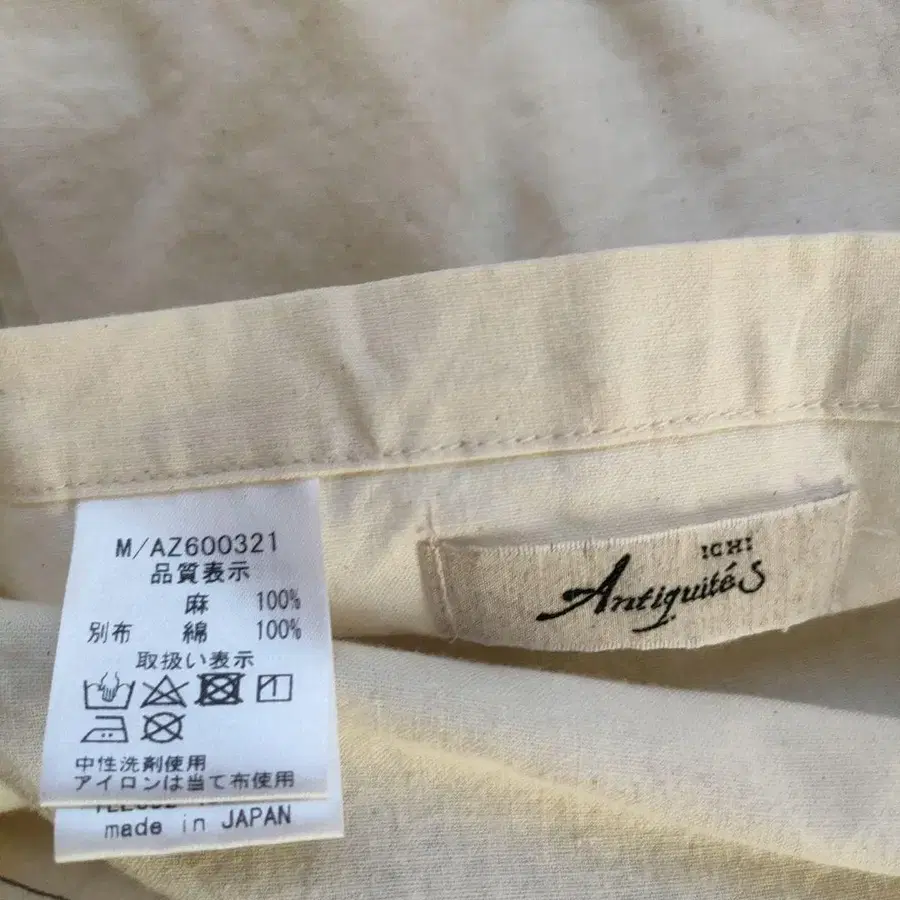 M/AZ600321
品質表示
麻 100%
別布 綿 100%
取扱い表示
中性洗剤使用
アイロンは当て布使用
made in JAPAN
ICHI
Antiquités